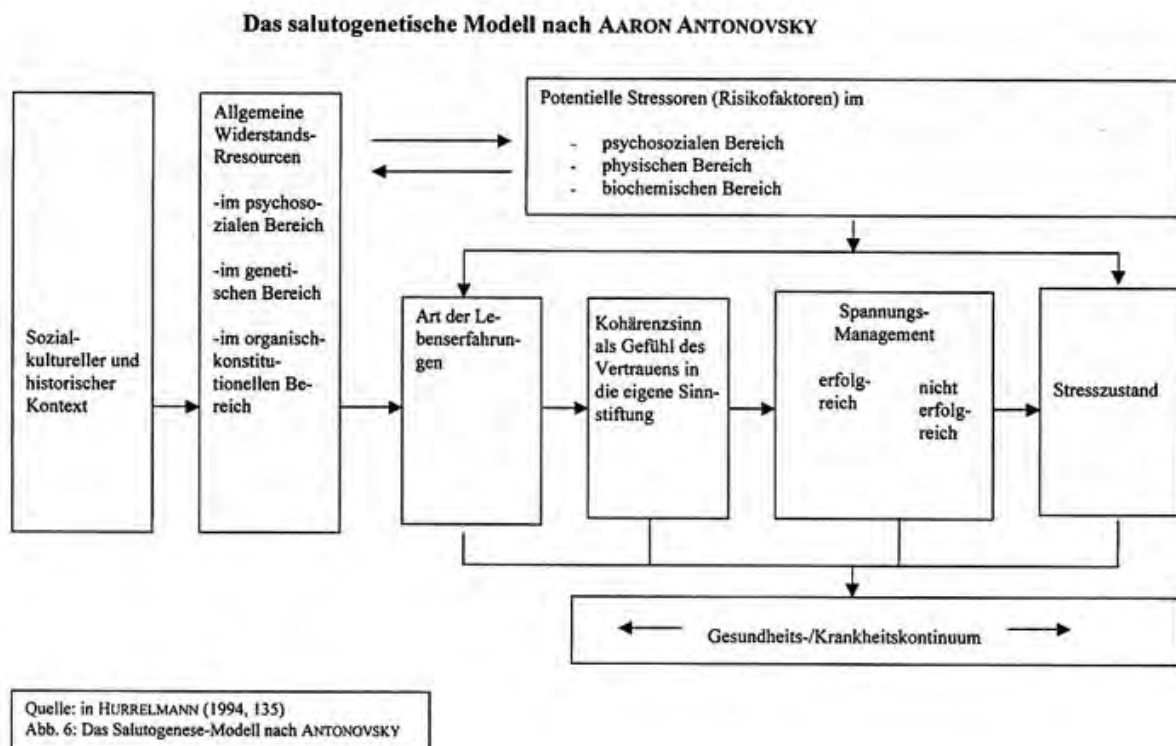 Das salutogenetische Modell nach AARON ANTONOVSKY
Sozial-
kultureller und
historischer
Kontext
Allgemeine
Widerstands-
Rresourcen
-im psychoso-
zialen Bereich
-im geneti-
schen Bereich
-im organisch-
konstitu-
tionellen Be-
reich
Potentielle Stressoren (Risikofaktoren) im
- psychosozialen Bereich
- physischen Bereich
- biochemischen Bereich
Art der Le-
benserfahrun-
gen
Kohärenzsinn
als Gefühl des
Vertrauens in
die eigene Sinn-
stiftung
Spannungs-
Management
erfolg-
reich
nicht
erfolg-
reich
Stresszustand
Gesundheits-/Krankheitskontinuum
Quelle: in HURRELMANN (1994, 135)
Abb. 6: Das Salutogenese-Modell nach ANTONOVSKY